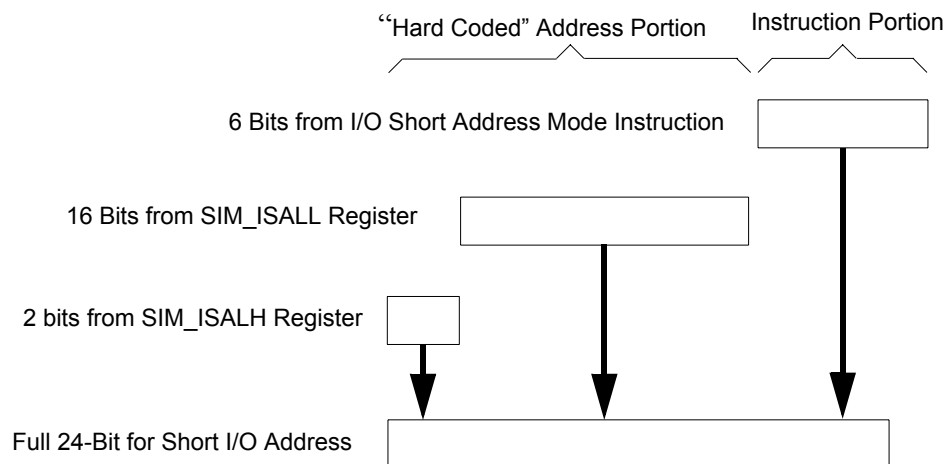 “Hard Coded” Address Portion
Instruction Portion
6 Bits from I/O Short Address Mode Instruction
16 Bits from SIM_ISALL Register
2 bits from SIM_ISALH Register
Full 24-Bit for Short I/O Address